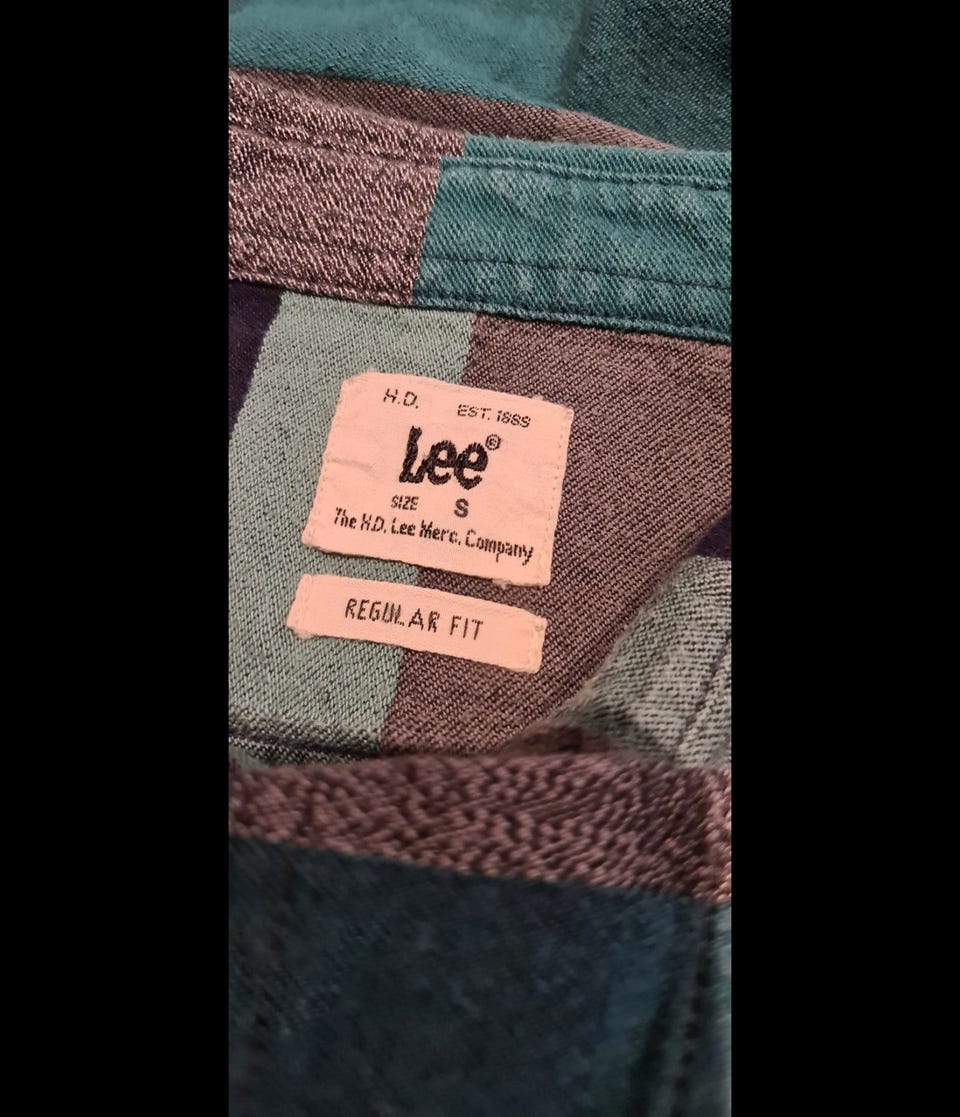 H.D. EST. 1889
Lee®
SIZE S
The H.D. Lee Merc. Company
REGULAR FIT